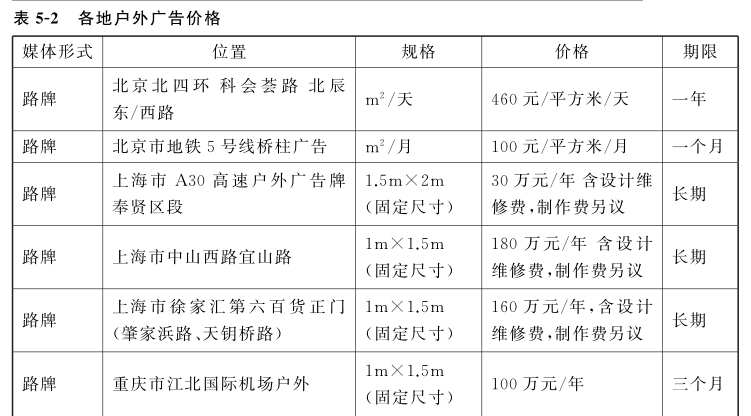 表 5-2 各地户外广告价格
媒体形式 位置 规格 价格 期限
路牌 北京北四环 科会荟路 北辰东/西路 m²/天 460 元/平方米/天 一年
路牌 北京市地铁 5 号线桥柱广告 m²/月 100 元/平方米/月 一个月
路牌 上海市 A30 高速户外广告牌奉贤区段 1.5m×2m(固定尺寸) 30 万元/年 含设计维修费,制作费另议 长期
路牌 上海市中山西路宜山路 1m×1.5m(固定尺寸) 180 万元/年 含设计维修费,制作费另议 长期
路牌 上海市徐家汇第六百货正门(肇家浜路、天钥桥路) 1m×1.5m(固定尺寸) 160 万元/年,含设计维修费,制作费另议 长期
路牌 重庆市江北国际机场户外 1m×1.5m(固定尺寸) 100 万元/年 三个月